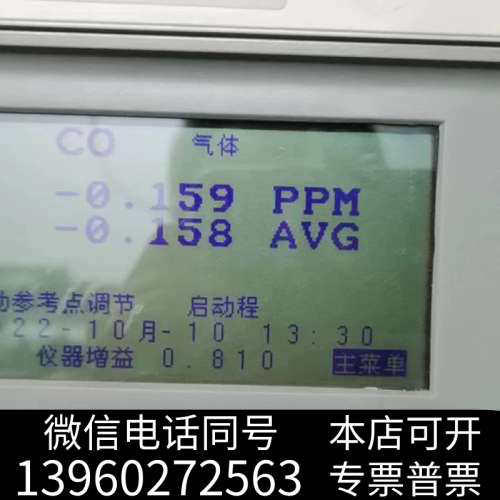 CO 气体
-0.159 PPM
-0.158 AVG
动参考点调节 启动程
022-10月-10 13:30
仪器增益 0.810 主菜单
微信电话同号 本店可开
13960272563 专票普票